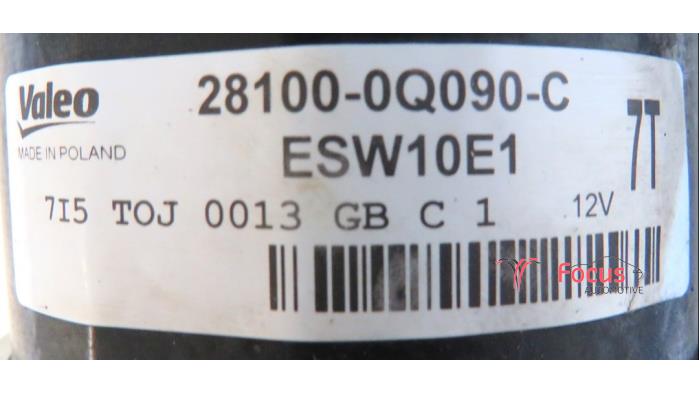 Valeo
28100-0Q090-C
MADE IN POLAND
ESW10E1
7T
7I5 TOJ 0013 GB C 1
12V
Focus
AUTOMOTIVE